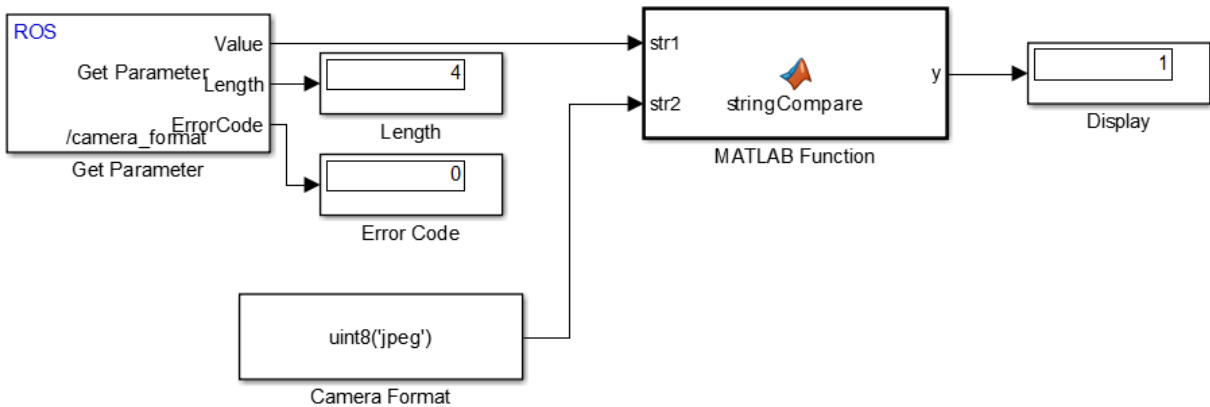 ROS
Value
Get Parameter
Length
ErrorCode
/camera_format
Get Parameter
4
Length
0
Error Code
uint8('jpeg')
Camera Format
str1
str2
stringCompare
y
MATLAB Function
1
Display